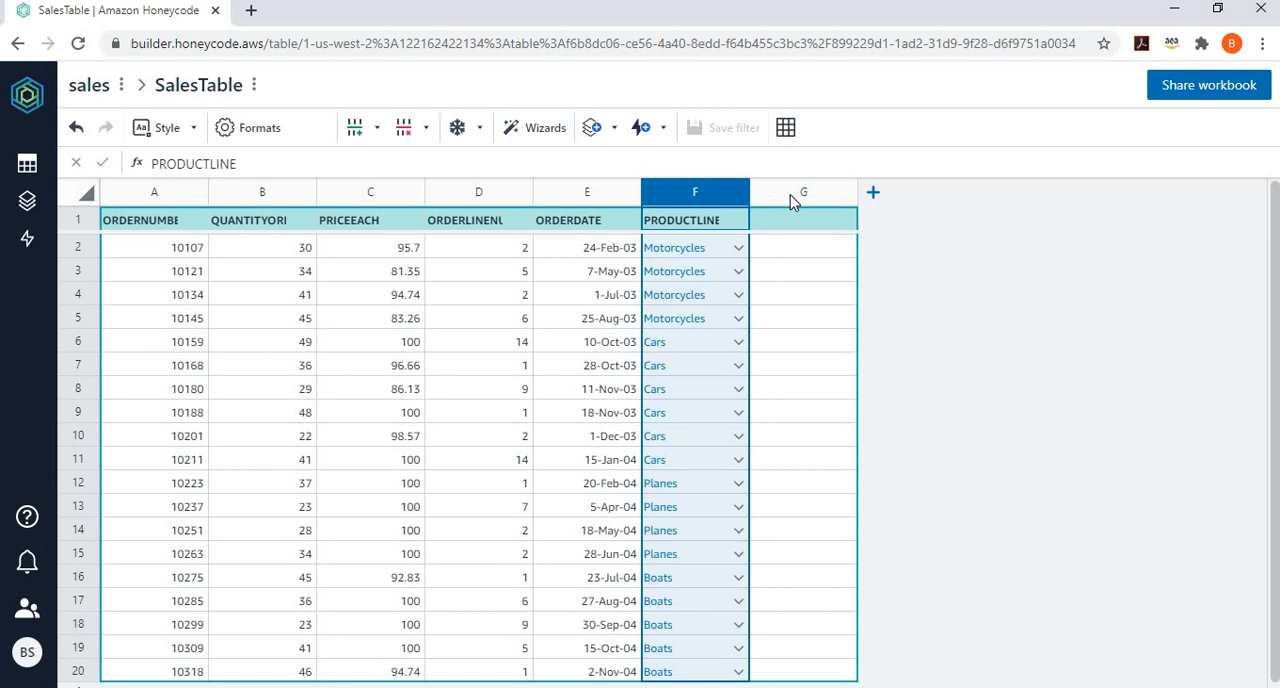 SalesTable | Amazon Honeycode
builder.honeycode.aws/table/1-us-west-2%3A122162422134%3Atable%3Af6b8dc06-ce56-4a40-8edd-f64b455c3bc3%2F899229d1-1ad2-31d9-9f28-d6f9751a0034
aws
B
sales > SalesTable
Share workbook
Aa Style Formats Wizards Save filter
fx PRODUCTLINE
A B C D E F G
1 ORDERNUMBE QUANTITYORI PRICEEACH ORDERLINENU ORDERDATE PRODUCTLINE
2 10107 30 95.7 2 24-Feb-03 Motorcycles
3 10121 34 81.35 5 7-May-03 Motorcycles
4 10134 41 94.74 2 1-Jul-03 Motorcycles
5 10145 45 83.26 6 25-Aug-03 Motorcycles
6 10159 49 100 14 10-Oct-03 Cars
7 10168 36 96.66 1 28-Oct-03 Cars
8 10180 29 86.13 9 11-Nov-03 Cars
9 10188 48 100 1 18-Nov-03 Cars
10 10201 22 98.57 2 1-Dec-03 Cars
11 10211 41 100 14 15-Jan-04 Cars
12 10223 37 100 1 20-Feb-04 Planes
13 10237 23 100 7 5-Apr-04 Planes
14 10251 28 100 2 18-May-04 Planes
15 10263 34 100 2 28-Jun-04 Planes
16 10275 45 92.83 1 23-Jul-04 Boats
17 10285 36 100 6 27-Aug-04 Boats
18 10299 23 100 9 30-Sep-04 Boats
19 10309 41 100 5 15-Oct-04 Boats
20 10318 46 94.74 1 2-Nov-04 Boats
BS